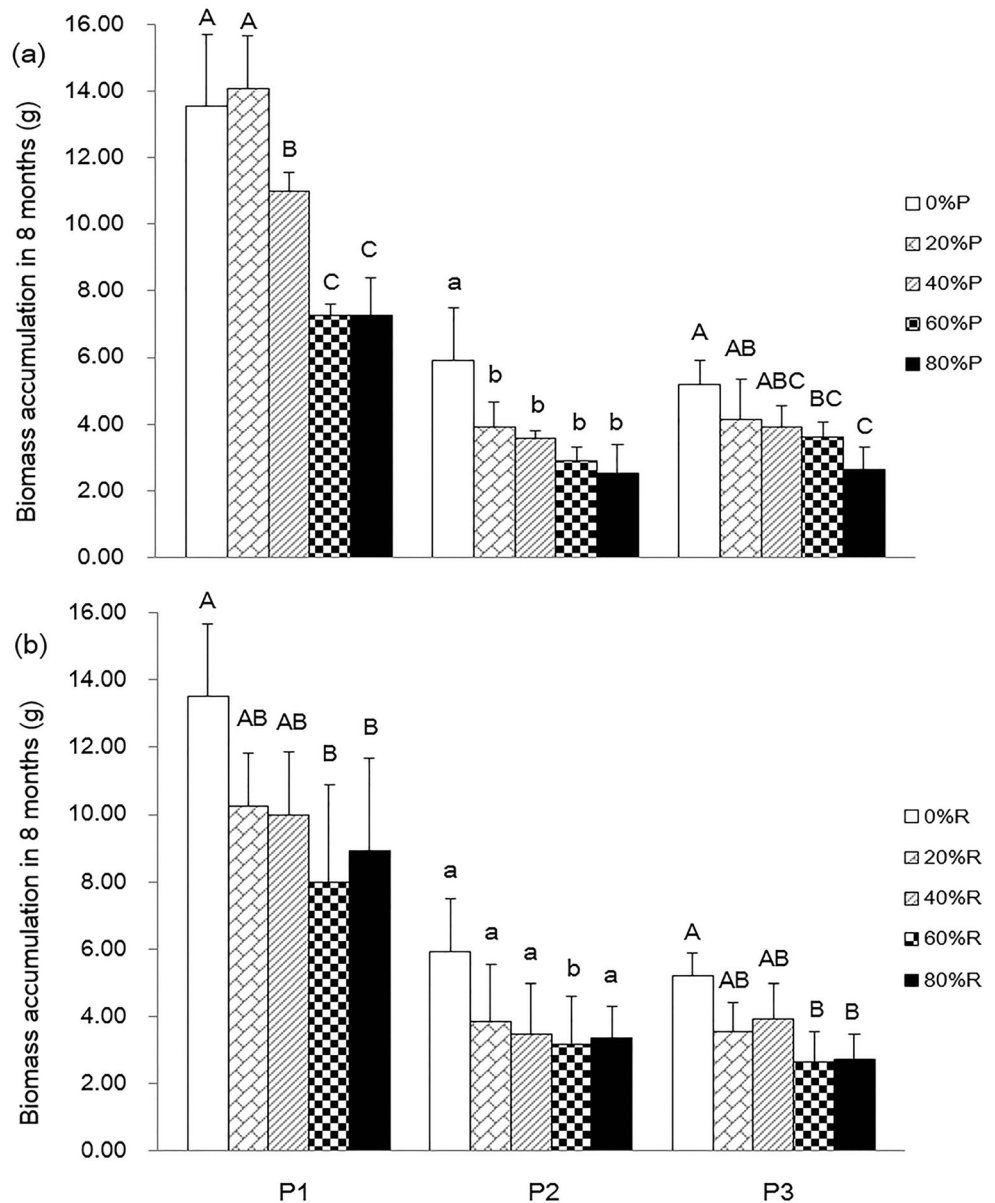 (a)
Biomass accumulation in 8 months (g)
16.00
14.00
12.00
10.00
8.00
6.00
4.00
2.00
0.00
A
A
B
C
C
a
b
b
b
b
A
AB
ABC
BC
C
0%P
20%P
40%P
60%P
80%P
(b)
Biomass accumulation in 8 months (g)
16.00
14.00
12.00
10.00
8.00
6.00
4.00
2.00
0.00
A
AB
AB
B
B
a
a
a
b
a
A
AB
AB
B
B
0%R
20%R
40%R
60%R
80%R
P1 P2 P3